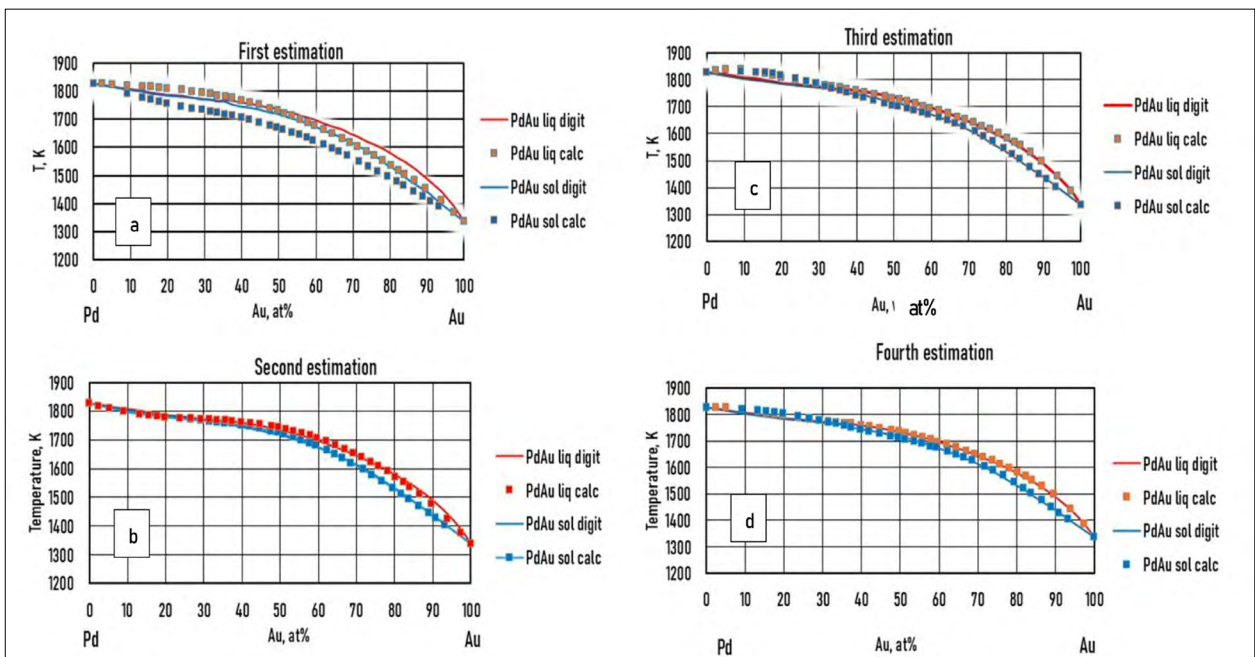 First estimation
1900
1800
1700
1600
1500
1400
1300
1200
T, K
a
0 10 20 30 40 50 60 70 80 90 100
Pd Au, at% Au
PdAu liq digit
PdAu liq calc
PdAu sol digit
PdAu sol calc
Third estimation
1900
1800
1700
1600
1500
1400
1300
1200
T, K
c
0 10 20 30 40 50 60 70 80 90 100
Pd Au, at% Au
PdAu liq digit
PdAu liq calc
PdAu sol digit
PdAu sol calc
Second estimation
1900
1800
1700
1600
1500
1400
1300
1200
Temperature, K
b
0 10 20 30 40 50 60 70 80 90 100
Pd Au, at% Au
PdAu liq digit
PdAu liq calc
PdAu sol digit
PdAu sol calc
Fourth estimation
1900
1800
1700
1600
1500
1400
1300
1200
Temperature, K
d
0 10 20 30 40 50 60 70 80 90 100
Pd Au, at% Au
PdAu liq digit
PdAu liq calc
PdAu sol digit
PdAu sol calc